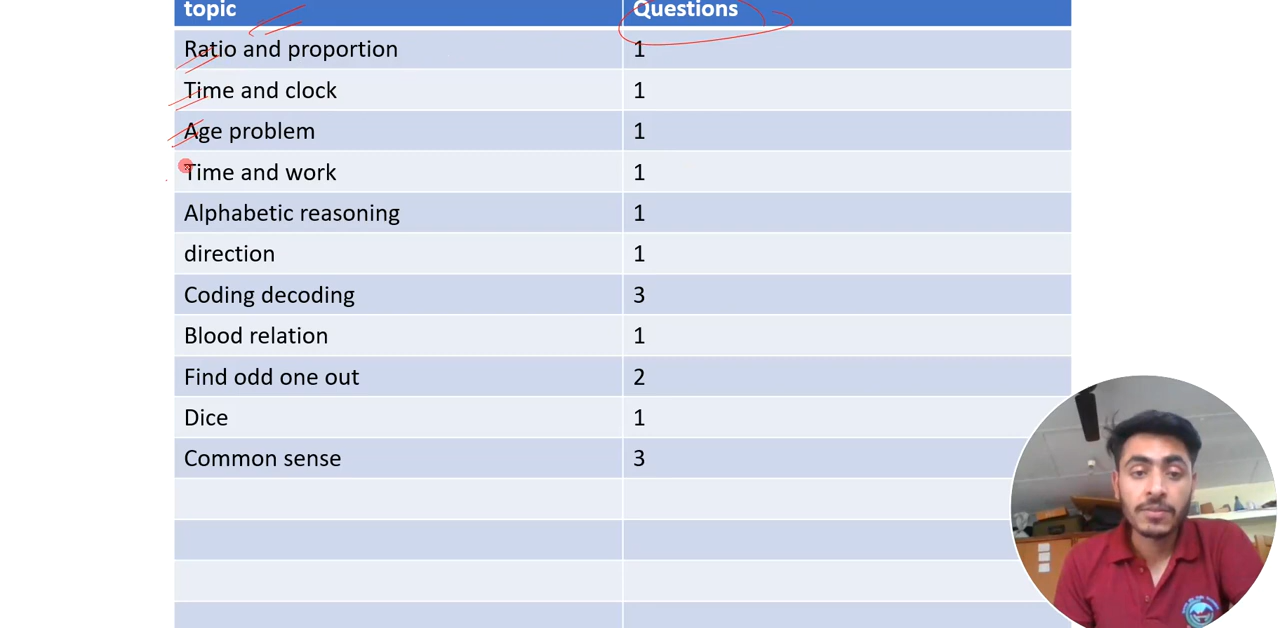 topic Questions
Ratio and proportion 1
Time and clock 1
Age problem 1
Time and work 1
Alphabetic reasoning 1
direction 1
Coding decoding 3
Blood relation 1
Find odd one out 2
Dice 1
Common sense 3